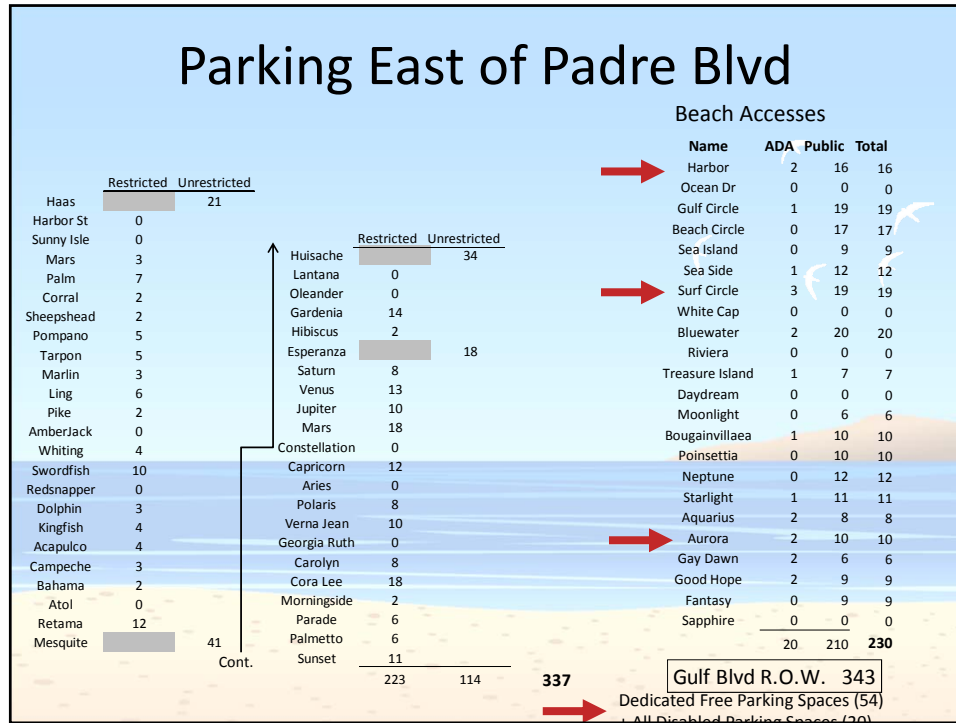 Parking East of Padre Blvd
Restricted Unrestricted
Haas 21
Harbor St 0
Sunny Isle 0
Mars 3
Palm 7
Corral 2
Sheepshead 2
Pompano 5
Tarpon 5
Marlin 3
Ling 6
Pike 2
AmberJack 0
Whiting 4
Swordfish 10
Redsnapper 0
Dolphin 3
Kingfish 4
Acapulco 4
Campeche 3
Bahama 2
Atol 0
Retama 12
Mesquite 41
Cont.
Restricted Unrestricted
Huisache 34
Lantana 0
Oleander 0
Gardenia 14
Hibiscus 2
Esperanza 18
Saturn 8
Venus 13
Jupiter 10
Mars 18
Constellation 0
Capricorn 12
Aries 0
Polaris 8
Verna Jean 10
Georgia Ruth 0
Carolyn 8
Cora Lee 18
Morningside 2
Parade 6
Palmetto 6
Sunset 11
223 114 337
Beach Accesses
Name ADA Public Total
Harbor 2 16 16
Ocean Dr 0 0 0
Gulf Circle 1 19 19
Beach Circle 0 17 17
Sea Island 0 9 9
Sea Side 1 12 12
Surf Circle 3 19 19
White Cap 0 0 0
Bluewater 2 20 20
Riviera 0 0 0
Treasure Island 1 7 7
Daydream 0 0 0
Moonlight 0 6 6
Bougainvillaea 1 10 10
Poinsettia 0 10 10
Neptune 0 12 12
Starlight 1 11 11
Aquarius 2 8 8
Aurora 2 10 10
Gay Dawn 2 6 6
Good Hope 2 9 9
Fantasy 0 9 9
Sapphire 0 0 0
20 210 230
Gulf Blvd R.O.W. 343
Dedicated Free Parking Spaces (54)
+ All Disabled Parking Spaces (20)